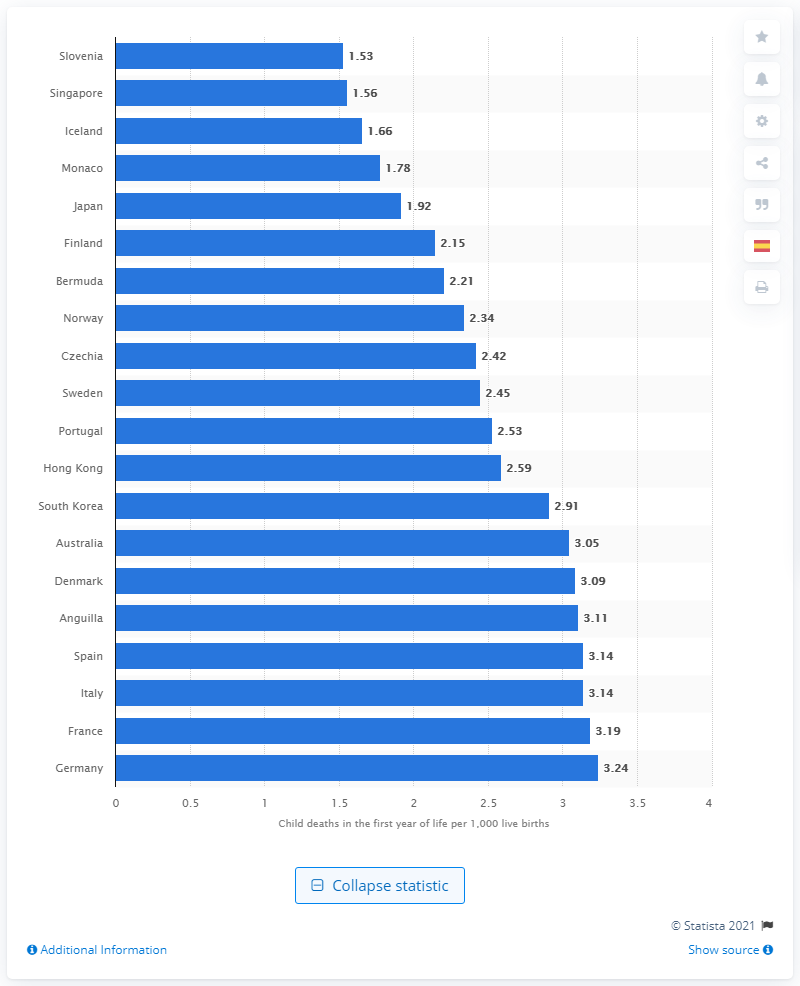 Slovenia 1.53
Singapore 1.56
Iceland 1.66
Monaco 1.78
Japan 1.92
Finland 2.15
Bermuda 2.21
Norway 2.34
Czechia 2.42
Sweden 2.45
Portugal 2.53
Hong Kong 2.59
South Korea 2.91
Australia 3.05
Denmark 3.09
Anguilla 3.11
Spain 3.14
Italy 3.14
France 3.19
Germany 3.24
0 0.5 1 1.5 2 2.5 3 3.5 4
Child deaths in the first year of life per 1,000 live births
Collapse statistic
© Statista 2021
Additional Information Show source